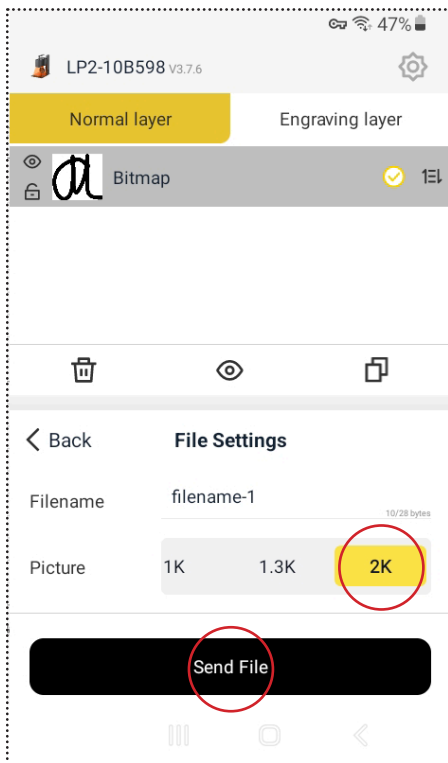 47%
LP2-10B598 V3.7.6
Normal layer Engraving layer
Bitmap
Back File Settings
Filename filename-1
10/28 bytes
Picture 1K 1.3K 2K
Send File